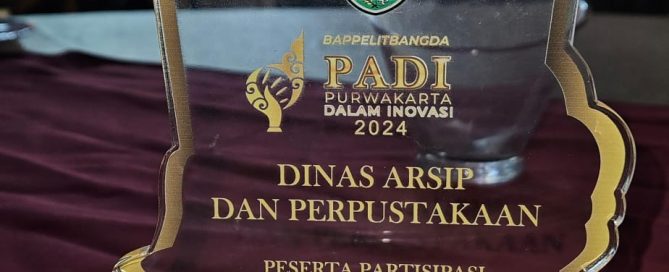 BAPPELITBANGDA
PADI
PURWAKARTA
DALAM INOVASI
2024
DINAS ARSIP
DAN PERPUSTAKAAN
PESERTA PARTISIPASI